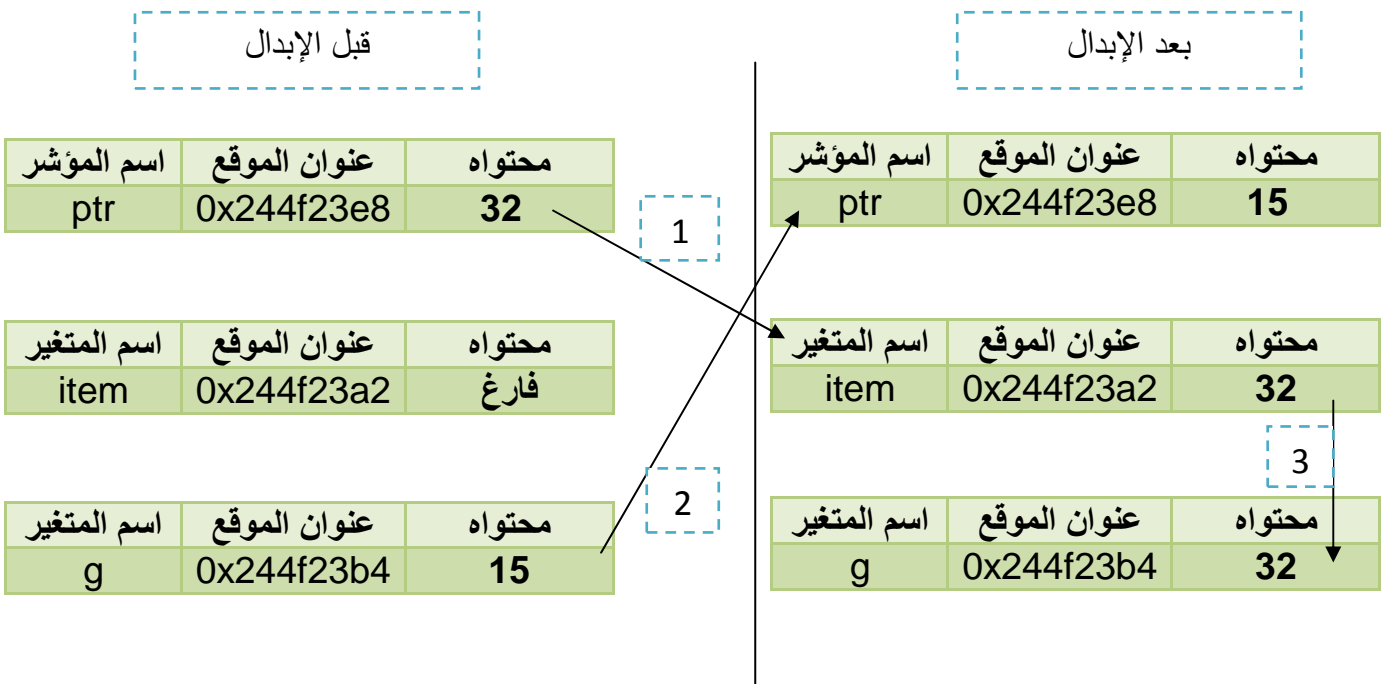 قبل الإبدال
اسم المؤشر عنوان الموقع محتواه
ptr 0x244f23e8 32
1
اسم المتغير عنوان الموقع محتواه
item 0x244f23a2 فارغ
2
اسم المتغير عنوان الموقع محتواه
g 0x244f23b4 15
بعد الإبدال
اسم المؤشر عنوان الموقع محتواه
ptr 0x244f23e8 15
اسم المتغير عنوان الموقع محتواه
item 0x244f23a2 32
3
اسم المتغير عنوان الموقع محتواه
g 0x244f23b4 32